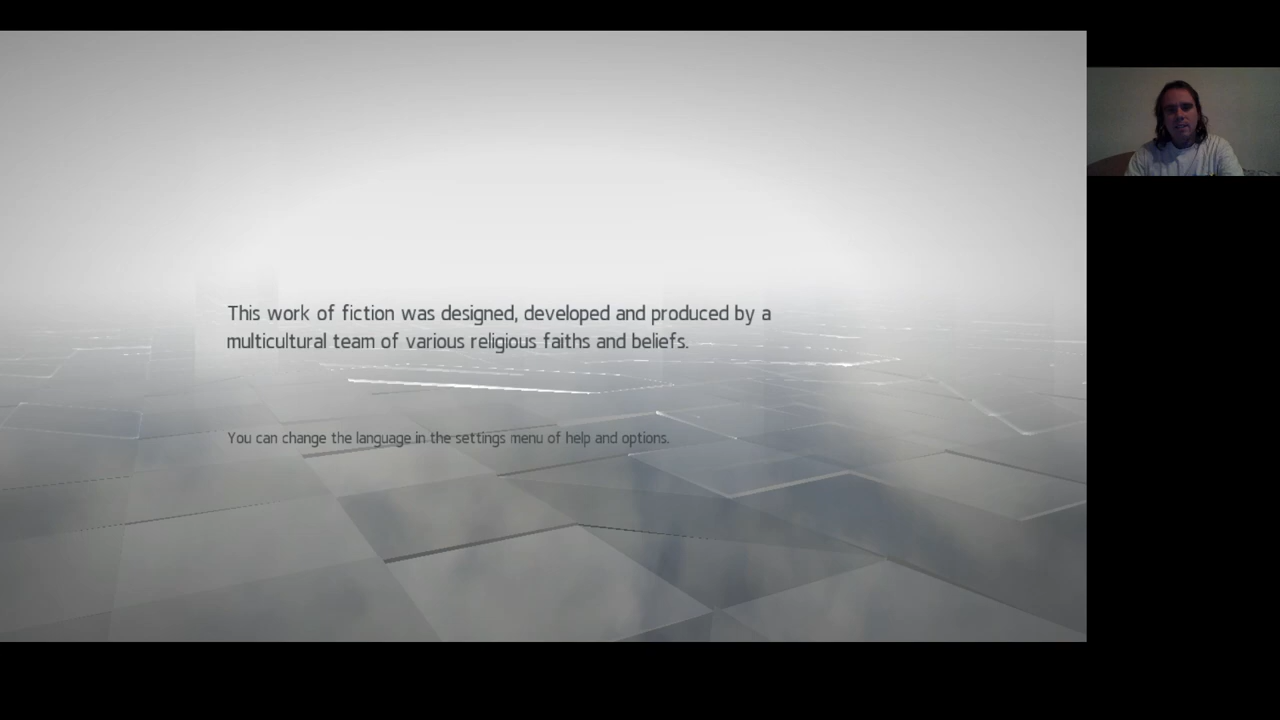 This work of fiction was designed, developed and produced by a
multicultural team of various religious faiths and beliefs.
You can change the language in the settings menu of help and options.